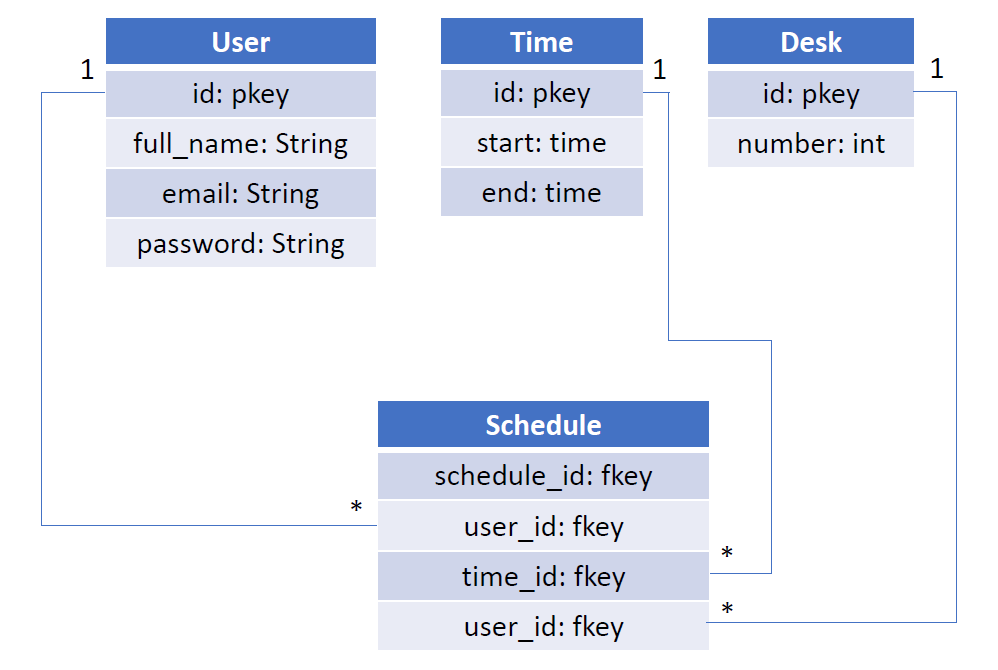 User
1
id: pkey
full_name: String
email: String
password: String
Time
1
id: pkey
start: time
end: time
Desk
1
id: pkey
number: int
Schedule
schedule_id: fkey
*
user_id: fkey
*
time_id: fkey
*
user_id: fkey